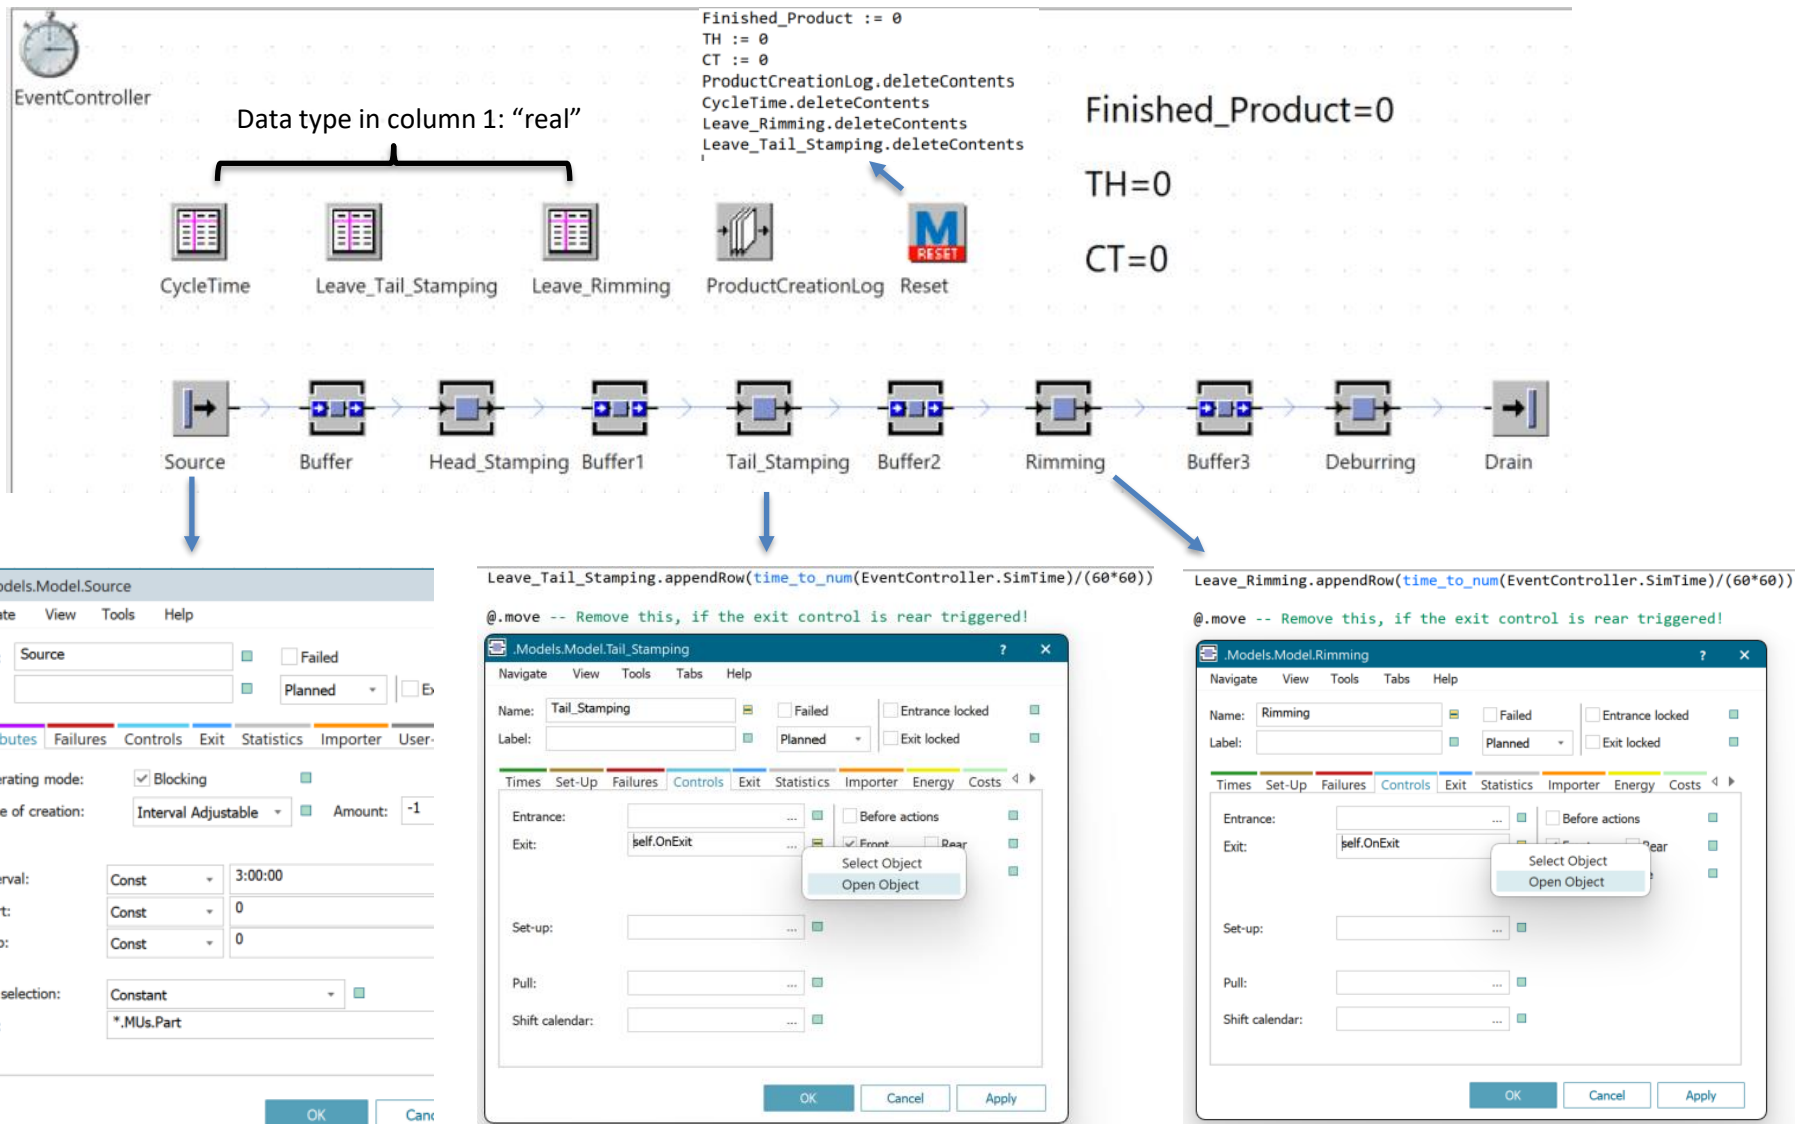 Finished_Product := 0
TH := 0
CT := 0
ProductCreationLog.deleteContents
CycleTime.deleteContents
Leave_Rimming.deleteContents
Leave_Tail_Stamping.deleteContents
EventController
Data type in column 1: “real”
Finished_Product=0
TH=0
CT=0
M
RESET
CycleTime
Leave_Tail_Stamping
Leave_Rimming
ProductCreationLog
Reset
Source
Buffer
Head_Stamping
Buffer1
Tail_Stamping
Buffer2
Rimming
Buffer3
Deburring
Drain
odels.Model.Source
ate View Tools Help
Source
Failed
Planned
Ex
butes Failures Controls Exit Statistics Importer User-
erating mode: Blocking
e of creation: Interval Adjustable Amount: -1
erval: Const 3:00:00
t: Const 0
p: Const 0
selection: Constant
*.MUs.Part
OK Canc
Leave_Tail_Stamping.appendRow(time_to_num(EventController.SimTime)/(60*60))
@.move -- Remove this, if the exit control is rear triggered!
.Models.Model.Tail_Stamping ? X
Navigate View Tools Tabs Help
Name: Tail_Stamping Failed Entrance locked
Label: Planned Exit locked
Times Set-Up Failures Controls Exit Statistics Importer Energy Costs
Entrance: ... Before actions
Exit: self.OnExit ... Front Rear
Select Object
Open Object
Set-up: ...
Pull: ...
Shift calendar: ...
OK Cancel Apply
Leave_Rimming.appendRow(time_to_num(EventController.SimTime)/(60*60))
@.move -- Remove this, if the exit control is rear triggered!
.Models.Model.Rimming ? X
Navigate View Tools Tabs Help
Name: Rimming Failed Entrance locked
Label: Planned Exit locked
Times Set-Up Failures Controls Exit Statistics Importer Energy Costs
Entrance: ... Before actions
Exit: self.OnExit Rear
Select Object
Open Object
Set-up: ...
Pull: ...
Shift calendar: ...
OK Cancel Apply